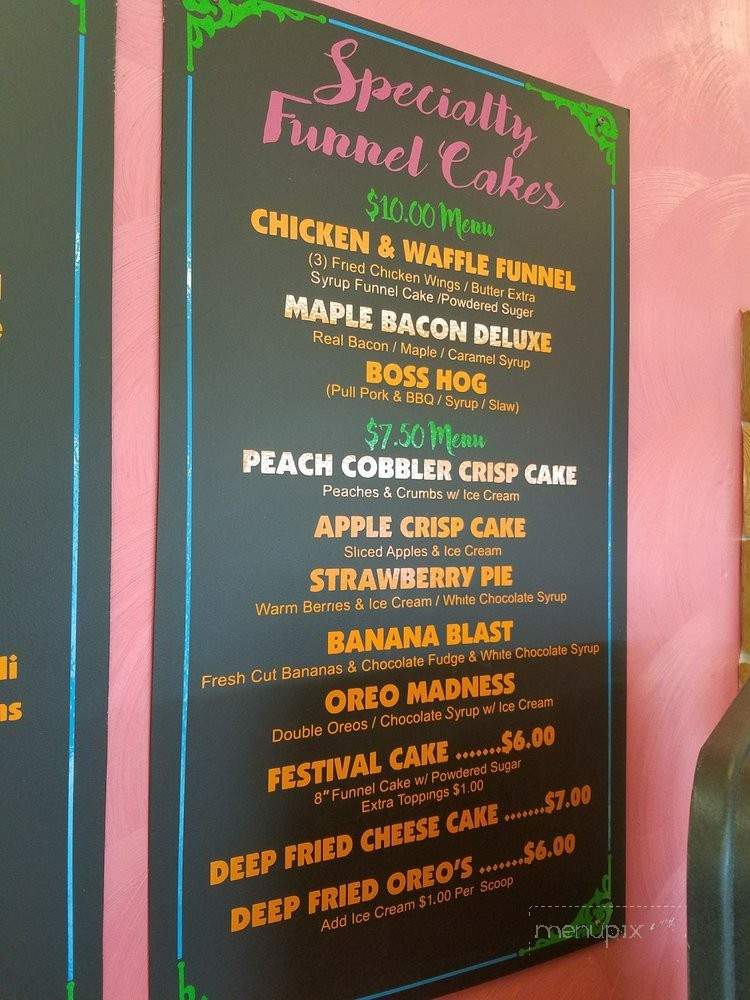 Specialty
Funnel Cakes
$10.00 Menu
CHICKEN & WAFFLE FUNNEL
(3) Fried Chicken Wings / Butter Extra
Syrup Funnel Cake /Powdered Suger
MAPLE BACON DELUXE
Real Bacon / Maple / Caramel Syrup
BOSS HOG
(Pull Pork & BBQ / Syrup / Slaw)
$7.50 Menu
PEACH COBBLER CRISP CAKE
Peaches & Crumbs w/ Ice Cream
APPLE CRISP CAKE
Sliced Apples & Ice Cream
STRAWBERRY PIE
Warm Berries & Ice Cream / White Chocolate Syrup
BANANA BLAST
Fresh Cut Bananas & Chocolate Fudge & White Chocolate Syrup
OREO MADNESS
Double Oreos / Chocolate Syrup w/ Ice Cream
FESTIVAL CAKE .......$6.00
8" Funnel Cake w/ Powdered Sugar
Extra Toppings $1.00
DEEP FRIED CHEESE CAKE .......$7.00
DEEP FRIED OREO'S .......$6.00
Add Ice Cream $1.00 Per Scoop
menupix